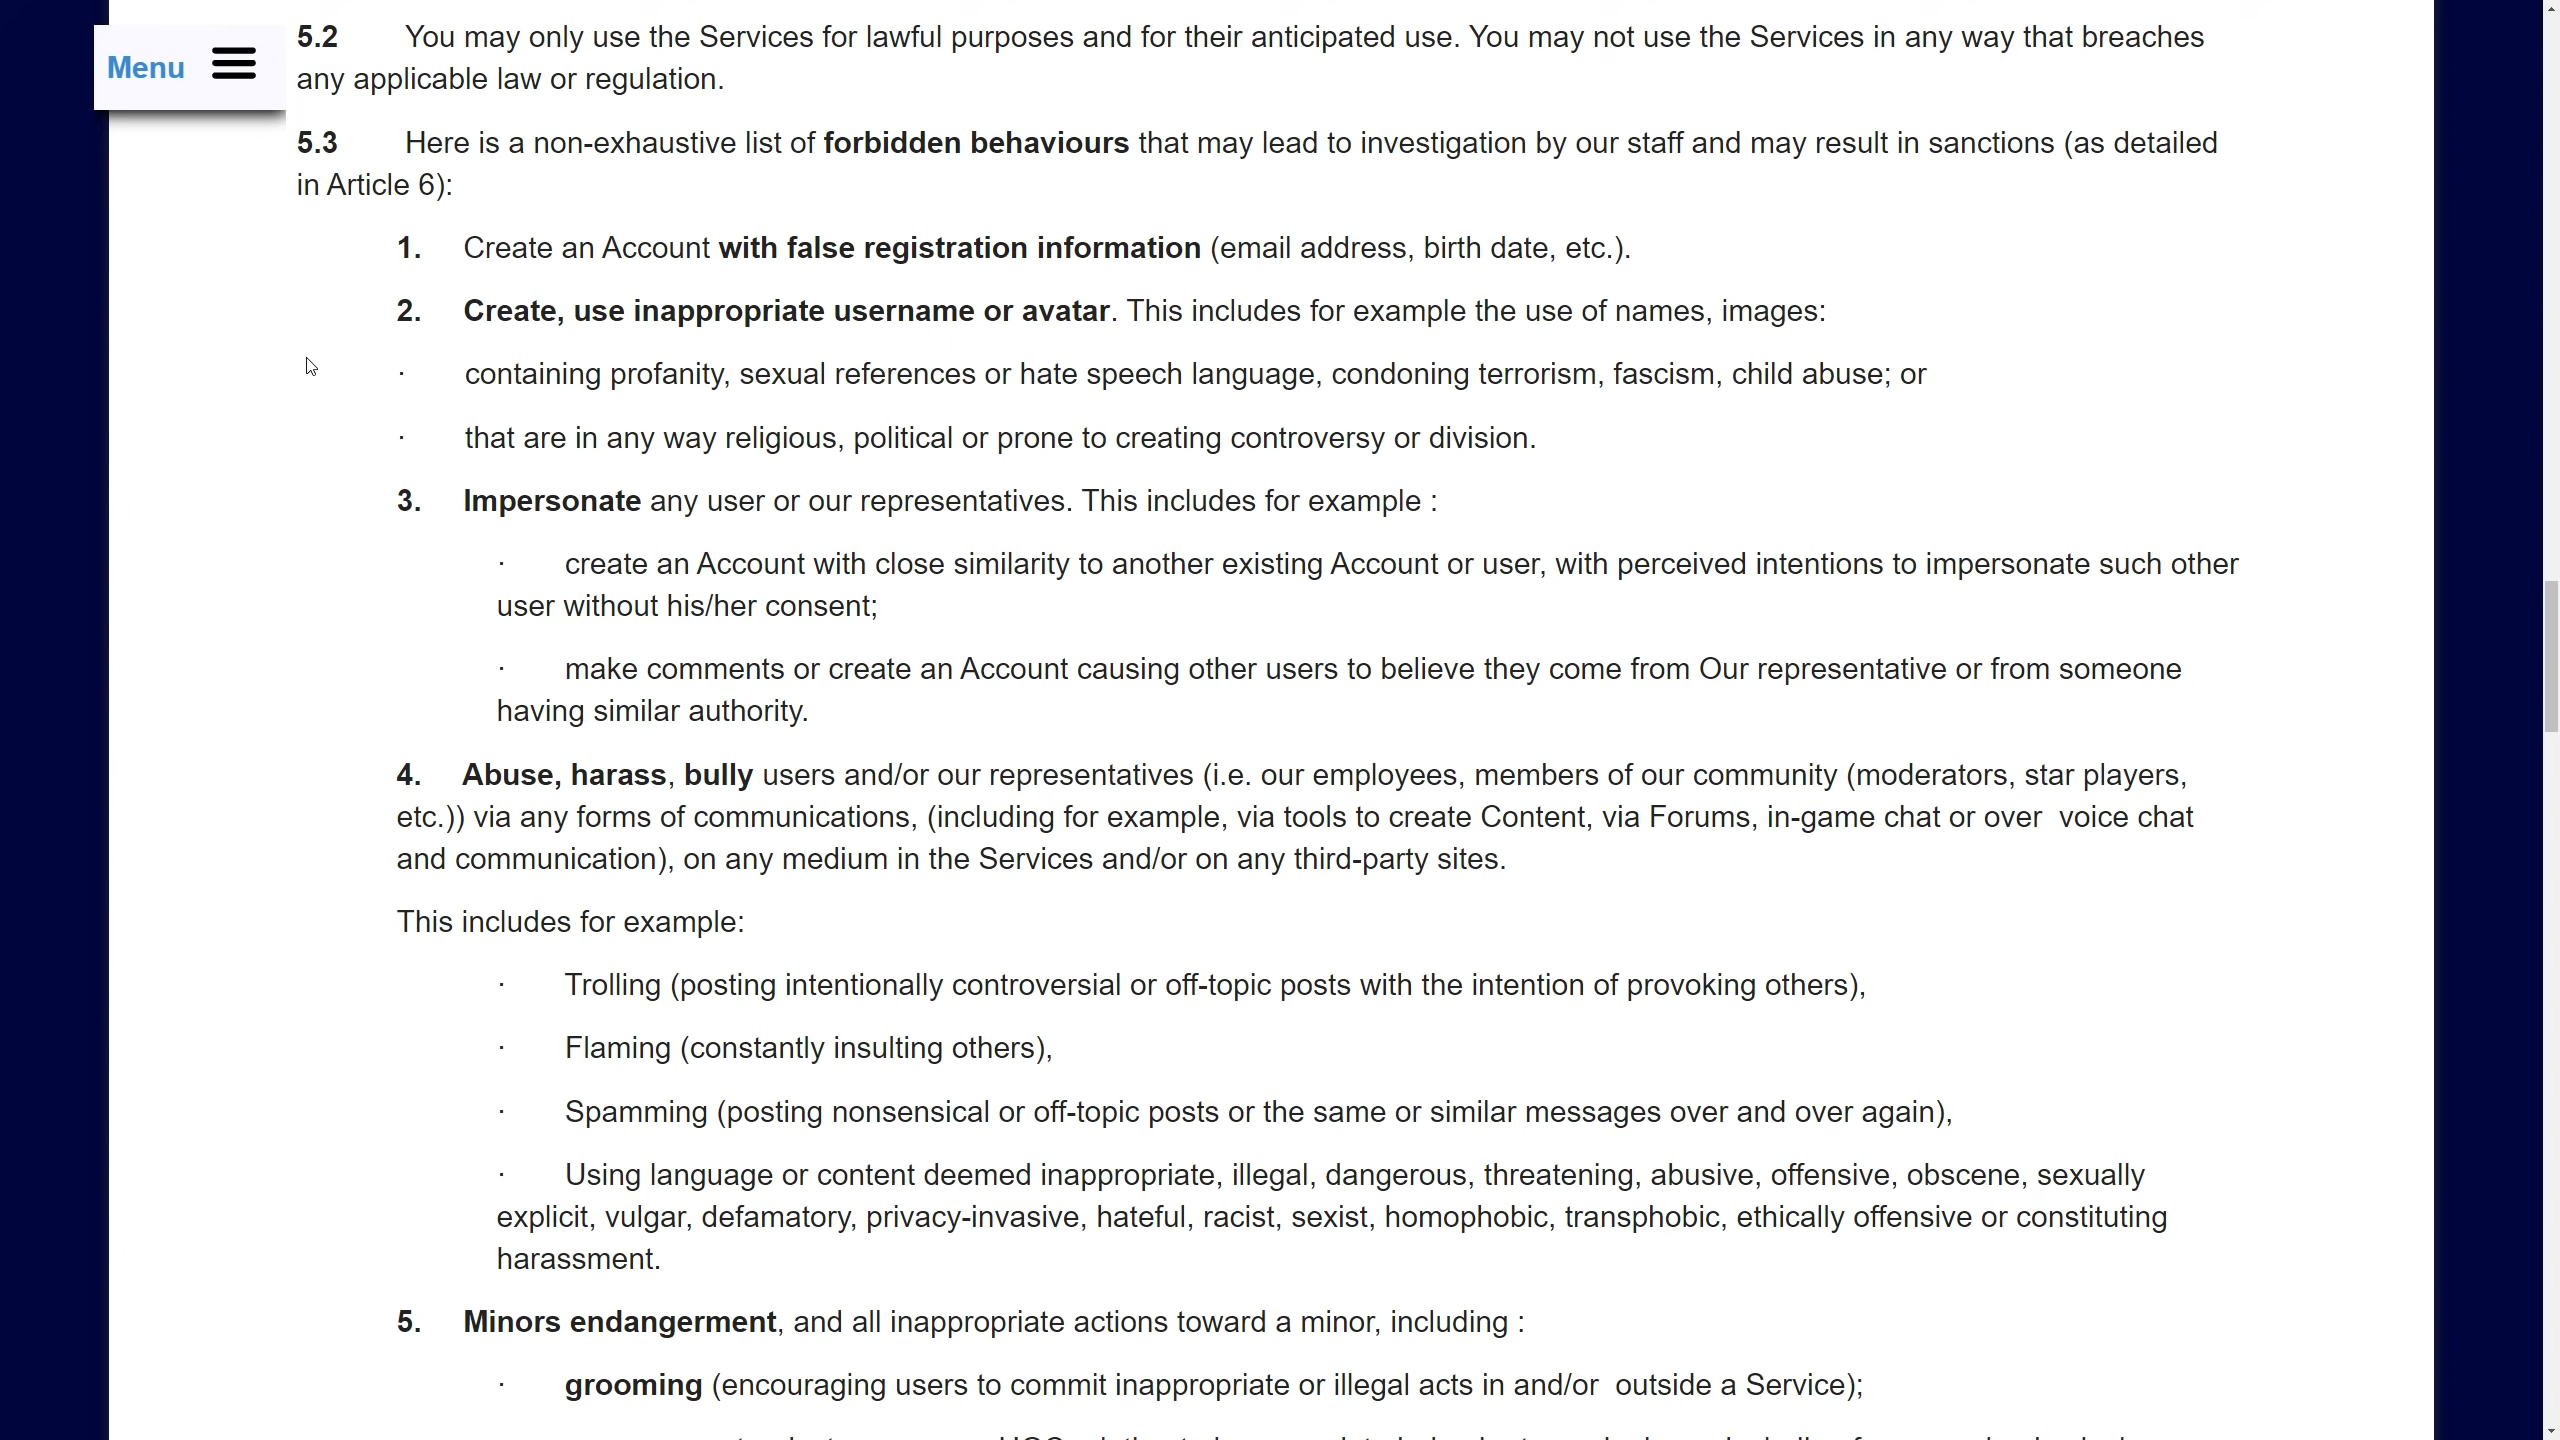 Menu
5.2 You may only use the Services for lawful purposes and for their anticipated use. You may not use the Services in any way that breaches
any applicable law or regulation.
5.3 Here is a non-exhaustive list of forbidden behaviours that may lead to investigation by our staff and may result in sanctions (as detailed
in Article 6):
1. Create an Account with false registration information (email address, birth date, etc.).
2. Create, use inappropriate username or avatar. This includes for example the use of names, images:
· containing profanity, sexual references or hate speech language, condoning terrorism, fascism, child abuse; or
· that are in any way religious, political or prone to creating controversy or division.
3. Impersonate any user or our representatives. This includes for example :
· create an Account with close similarity to another existing Account or user, with perceived intentions to impersonate such other
user without his/her consent;
· make comments or create an Account causing other users to believe they come from Our representative or from someone
having similar authority.
4. Abuse, harass, bully users and/or our representatives (i.e. our employees, members of our community (moderators, star players,
etc.)) via any forms of communications, (including for example, via tools to create Content, via Forums, in-game chat or over  voice chat
and communication), on any medium in the Services and/or on any third-party sites.
This includes for example:
· Trolling (posting intentionally controversial or off-topic posts with the intention of provoking others),
· Flaming (constantly insulting others),
· Spamming (posting nonsensical or off-topic posts or the same or similar messages over and over again),
· Using language or content deemed inappropriate, illegal, dangerous, threatening, abusive, offensive, obscene, sexually
explicit, vulgar, defamatory, privacy-invasive, hateful, racist, sexist, homophobic, transphobic, ethically offensive or constituting
harassment.
5. Minors endangerment, and all inappropriate actions toward a minor, including :
· grooming (encouraging users to commit inappropriate or illegal acts in and/or  outside a Service);